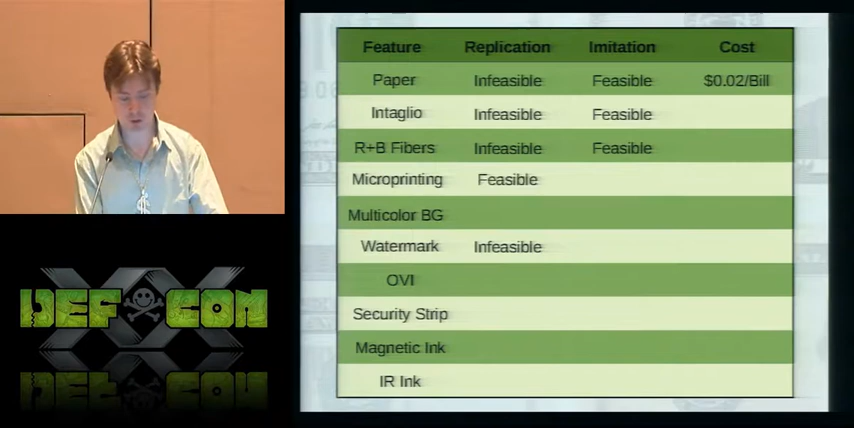 Feature Replication Imitation Cost
Paper Infeasible Feasible $0.02/Bill
Intaglio Infeasible Feasible
R+B Fibers Infeasible Feasible
Microprinting Feasible
Multicolor BG
Watermark Infeasible
OVI
Security Strip
Magnetic Ink
IR Ink
XX
DEF CON